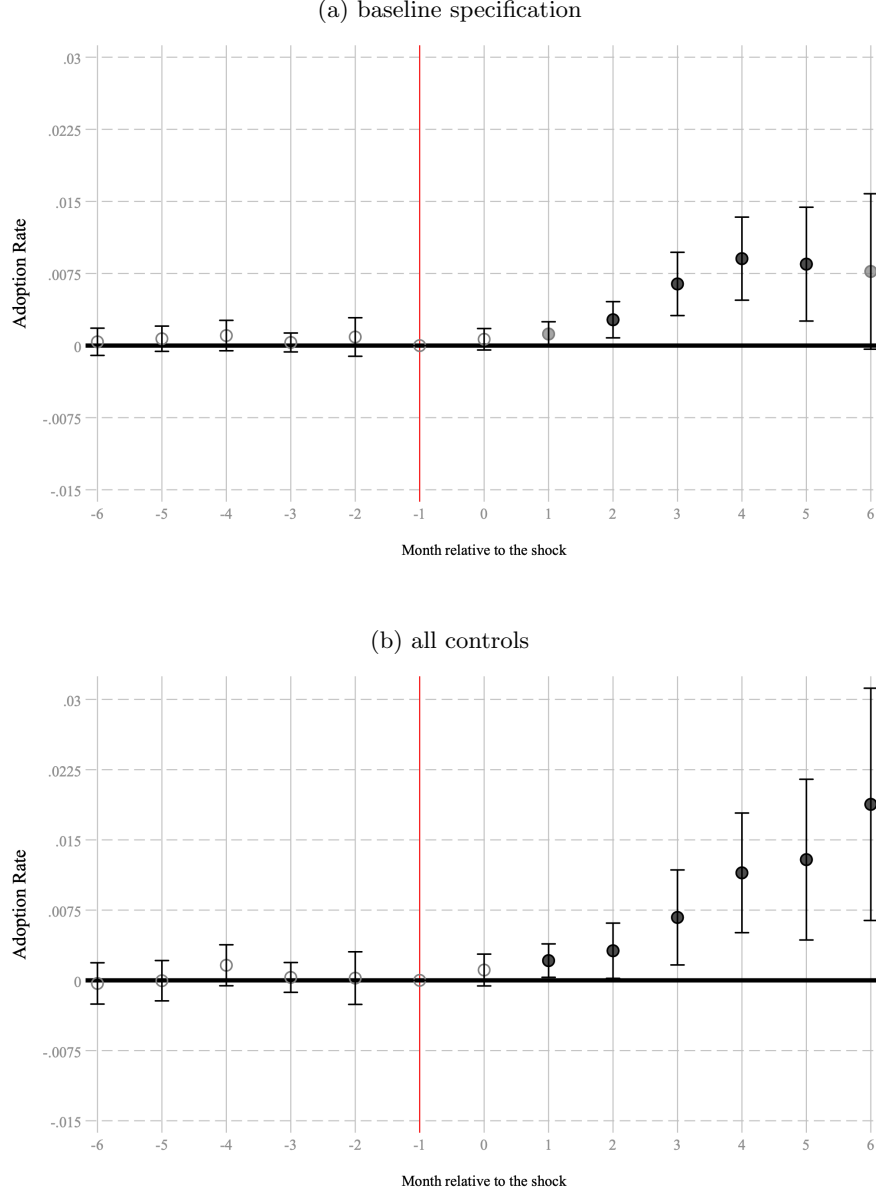 (a) baseline specification
.03
.0225
.015
.0075
0
-.0075
-.015
Adoption Rate
-6 -5 -4 -3 -2 -1 0 1 2 3 4 5 6
Month relative to the shock
(b) all controls
.03
.0225
.015
.0075
0
-.0075
-.015
Adoption Rate
-6 -5 -4 -3 -2 -1 0 1 2 3 4 5 6
Month relative to the shock